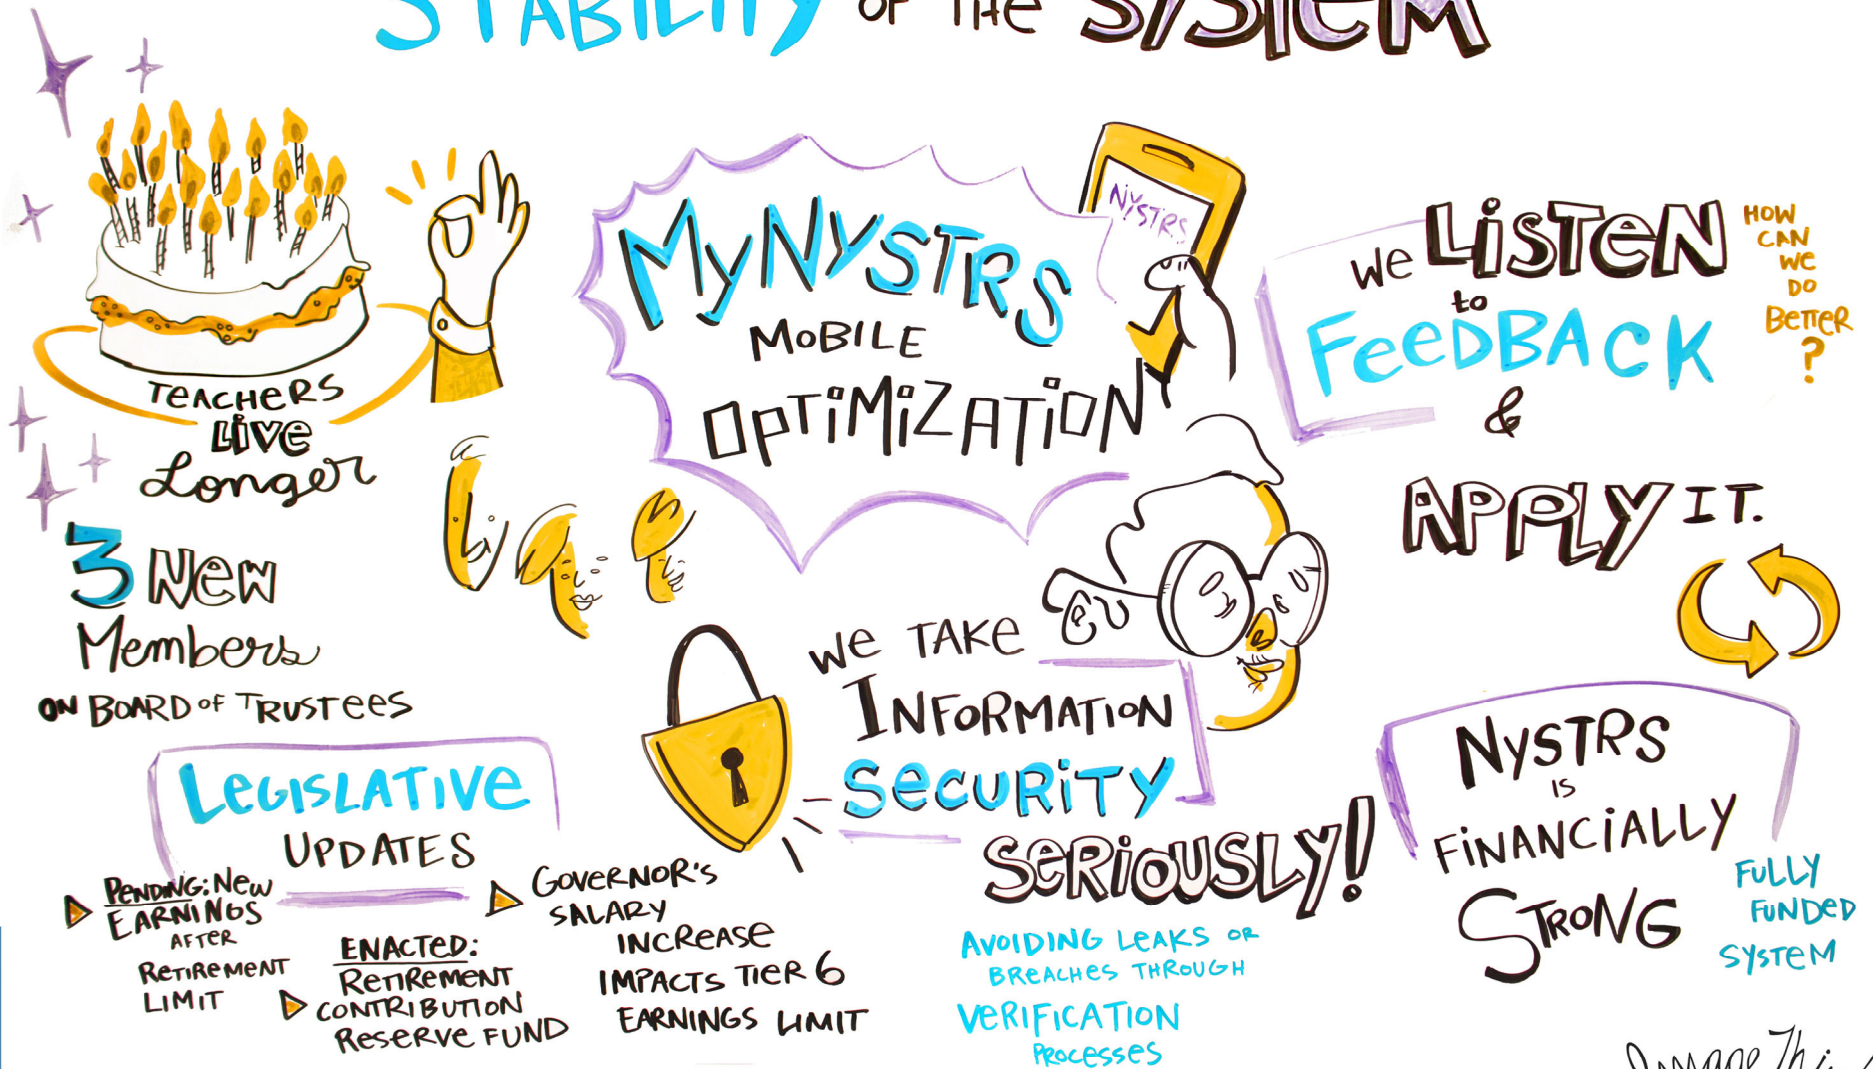 STABILITY OF THE SYSTEM
TEACHERS
LIVE
Longer
3 New
Members
ON BOARD OF TRUSTEES
LEGISLATIVE
UPDATES
PENDING: NEW
EARNINGS
AFTER
RETIREMENT
LIMIT
ENACTED:
RETIREMENT
CONTRIBUTION
RESERVE FUND
GOVERNOR'S
SALARY
INCREASE
IMPACTS TIER 6
EARNINGS LIMIT
MyNYSTRS
MOBILE
OPTIMIZATION
NYSTRS
WE TAKE
INFORMATION
SECURITY
SERIOUSLY!
AVOIDING LEAKS OR
BREACHES THROUGH
VERIFICATION
PROCESSES
We LISTEN
to
FEEDBACK
&
APPLY IT.
HOW
CAN
WE
DO
BETTER
?
NYSTRS
IS
FINANCIALLY
STRONG
FULLY
FUNDED
SYSTEM
Image Thi